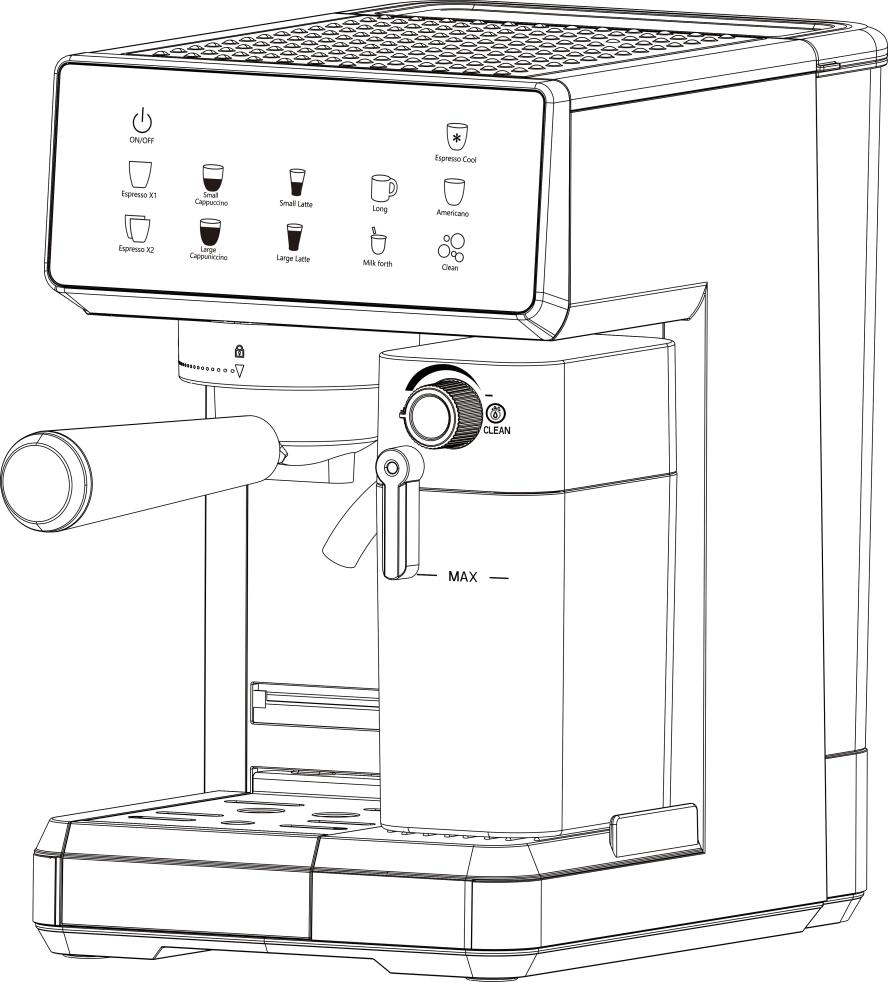 ON/OFF
Espresso Cool
Espresso X1
Small
Cappuccino
Small Latte
Long
Americano
Espresso X2
Large
Cappuniccino
Large Latte
Milk forth
Clean
CLEAN
MAX